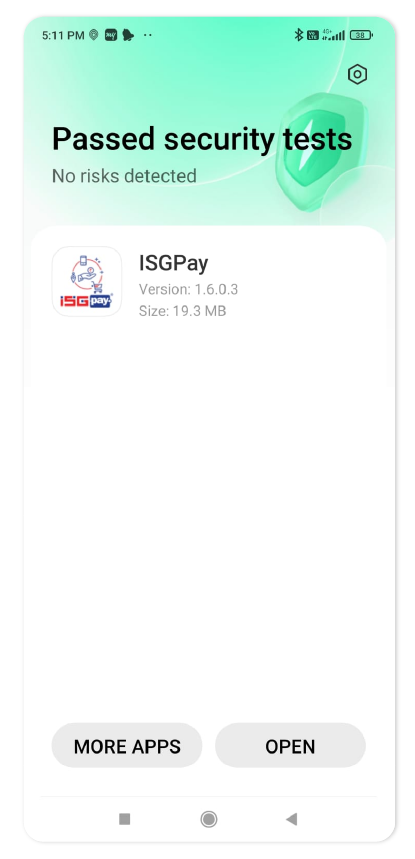 5:11 PM
4G+
38
Passed security tests
No risks detected
ISGPay
Version: 1.6.0.3
Size: 19.3 MB
iSGpay
MORE APPS
OPEN